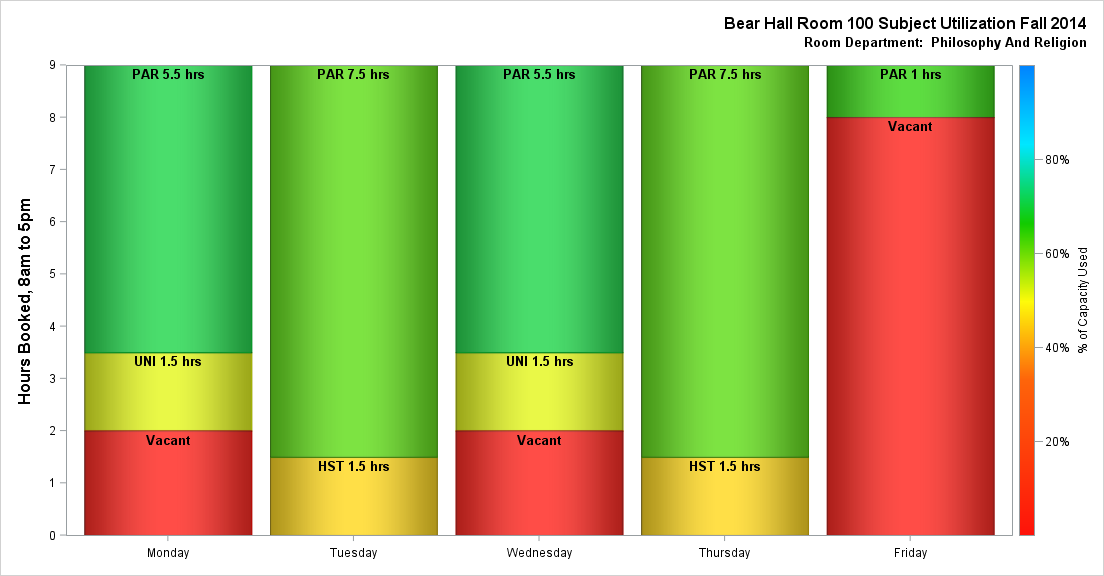 Bear Hall Room 100 Subject Utilization Fall 2014
Room Department:  Philosophy And Religion
Hours Booked, 8am to 5pm
9
8
7
6
5
4
3
2
1
0
PAR 5.5 hrs
UNI 1.5 hrs
Vacant
PAR 7.5 hrs
HST 1.5 hrs
PAR 5.5 hrs
UNI 1.5 hrs
Vacant
PAR 7.5 hrs
HST 1.5 hrs
PAR 1 hrs
Vacant
Monday
Tuesday
Wednesday
Thursday
Friday
80%
60%
40%
20%
% of Capacity Used